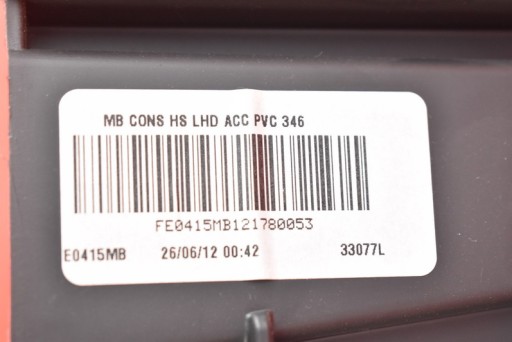 MB CONS HS LHD ACC PVC 346
FE0415MB121780053
E0415MB 26/06/12 00:42 33077L